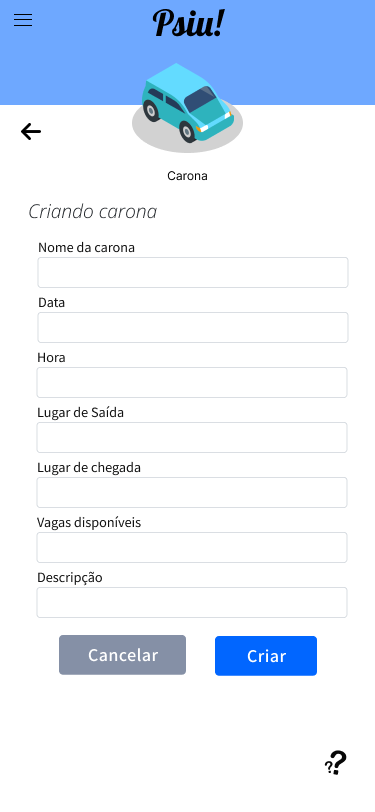 Psiu!
Carona
Criando carona
Nome da carona
Data
Hora
Lugar de Saída
Lugar de chegada
Vagas disponíveis
Descrição
Cancelar
Criar
??